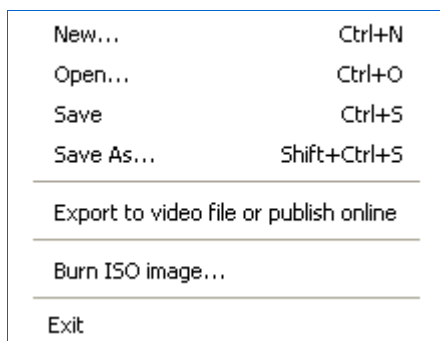 New... Ctrl+N
Open... Ctrl+O
Save Ctrl+S
Save As... Shift+Ctrl+S
Export to video file or publish online
Burn ISO image...
Exit